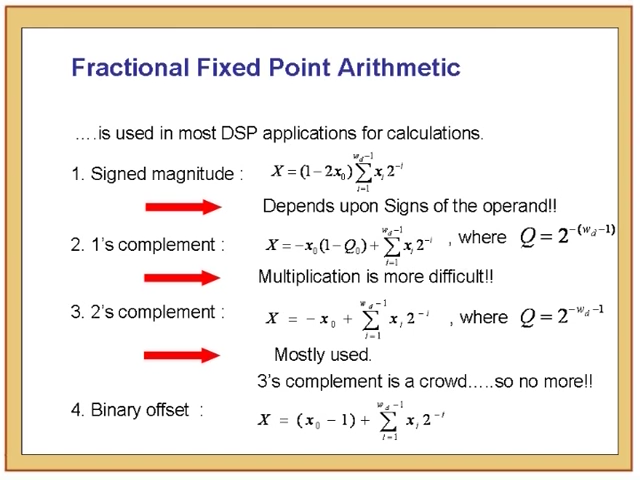 Fractional Fixed Point Arithmetic
….is used in most DSP applications for calculations.
1. Signed magnitude : X = (1 − 2x₀) ∑_{i=1}^{w_d−1} x_i 2^{−i}
Depends upon Signs of the operand!!
2. 1's complement : X = −x₀(1 − Q₀) + ∑_{i=1}^{w_d−1} x_i 2^{−i} , where Q = 2^{−(w_d−1)}
Multiplication is more difficult!!
3. 2's complement : X = − x₀ + ∑_{i=1}^{w_d−1} x_i 2^{−i} , where Q = 2^{−w_d−1}
Mostly used.
3's complement is a crowd…..so no more!!
4. Binary offset : X = (x₀ − 1) + ∑_{i=1}^{w_d−1} x_i 2^{−i}